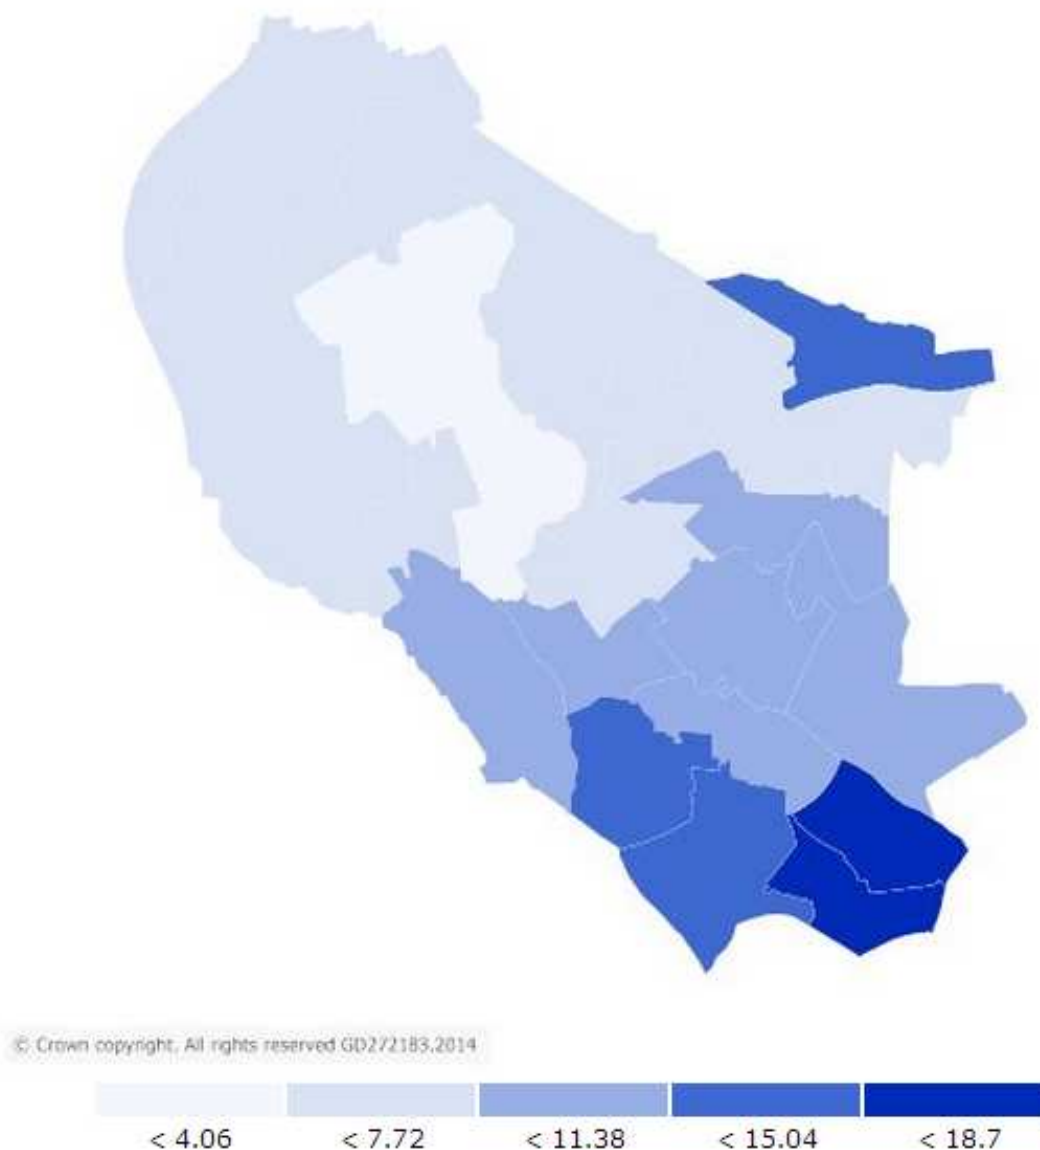 © Crown copyright. All rights reserved GD272183.2014
< 4.06 < 7.72 < 11.38 < 15.04 < 18.7